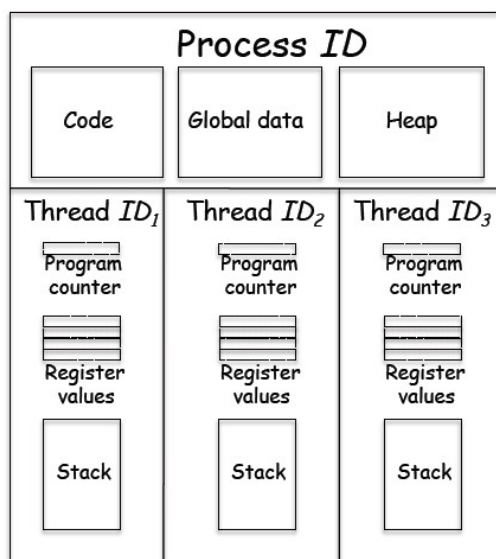 Process ID
Code Global data Heap
Thread ID₁ Thread ID₂ Thread ID₃
Program Program Program
counter counter counter
Register Register Register
values values values
Stack Stack Stack